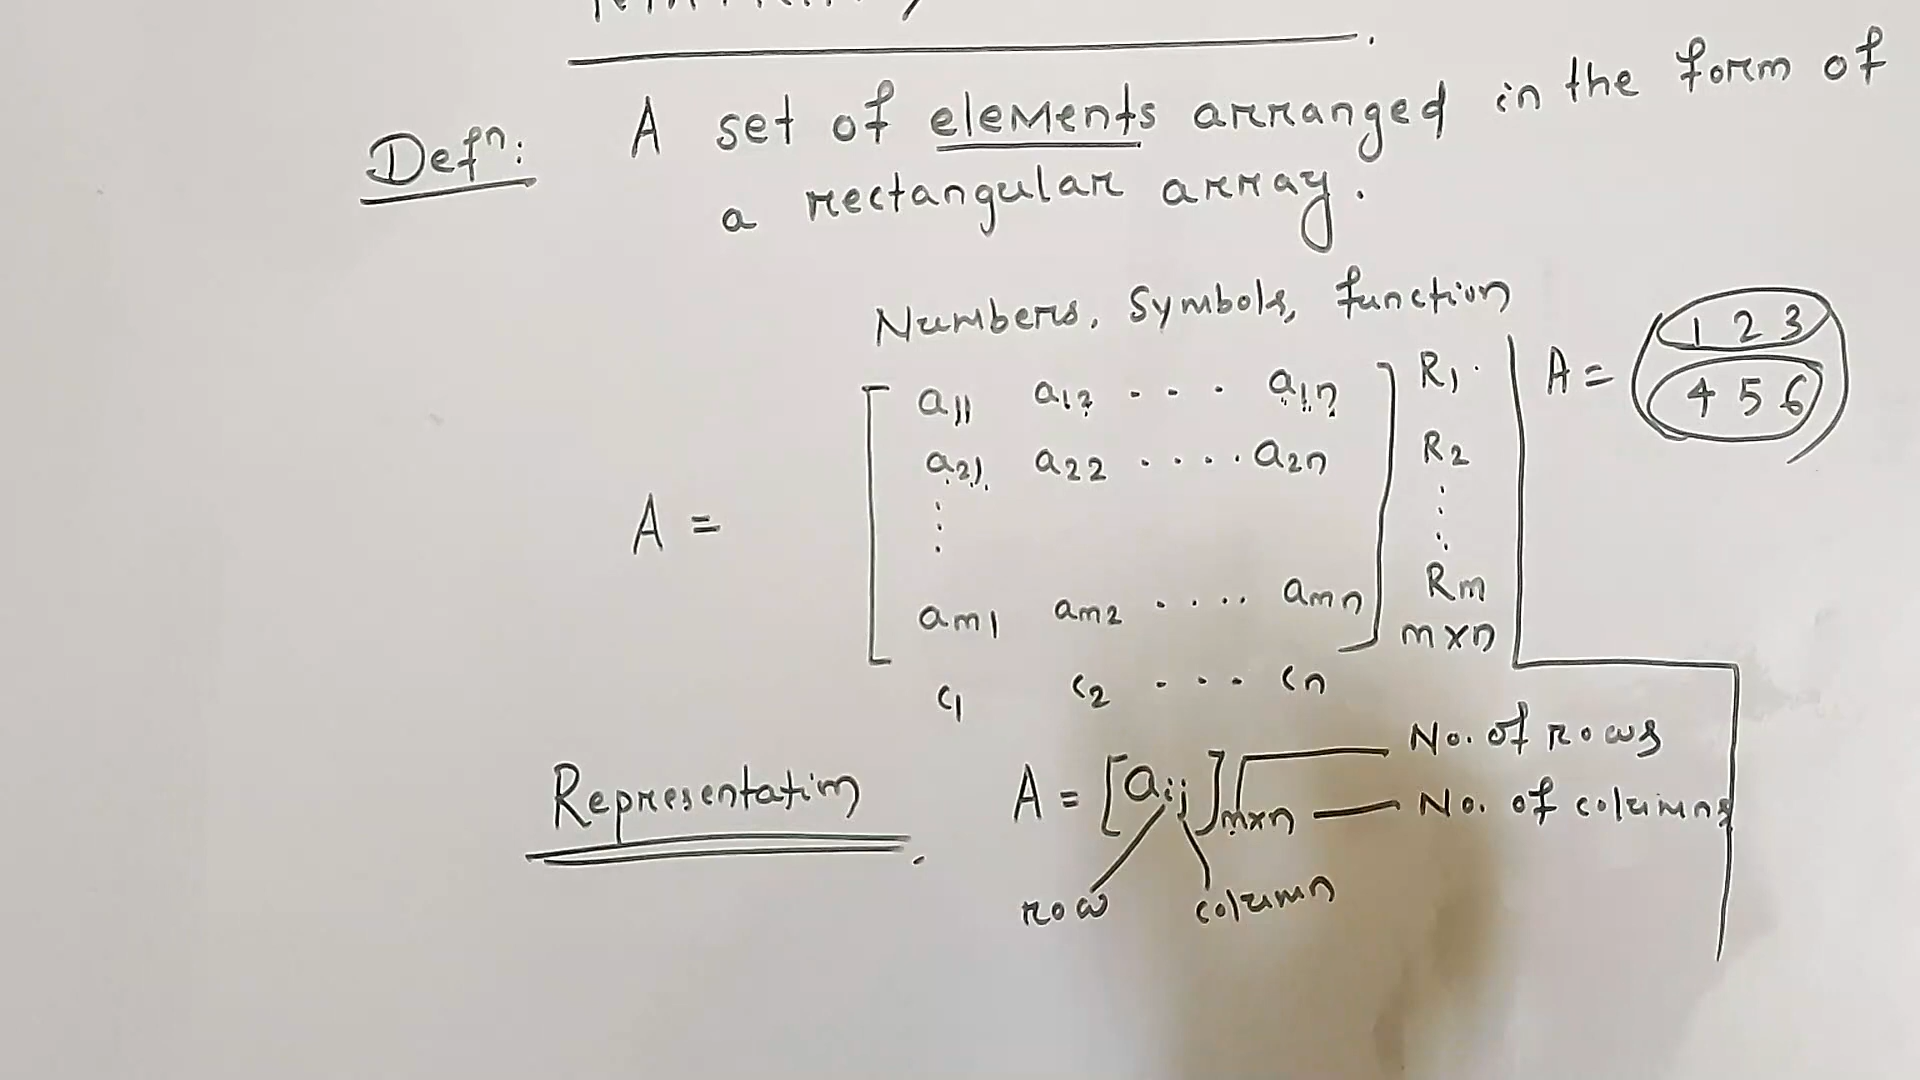 Defⁿ: A set of elements arranged in the form of
a rectangular array.
Numbers, Symbols, function
A = [ a11 a12 . . . a1n ] R1.
a21 a22 . . . . a2n R2
⋮ ⋮
am1 am2 . . . . amn Rm
m×n
c1 c2 . . . cn
A = ( 1 2 3
4 5 6 )
Representation A = [aij]m×n No. of rows
No. of columns
row column